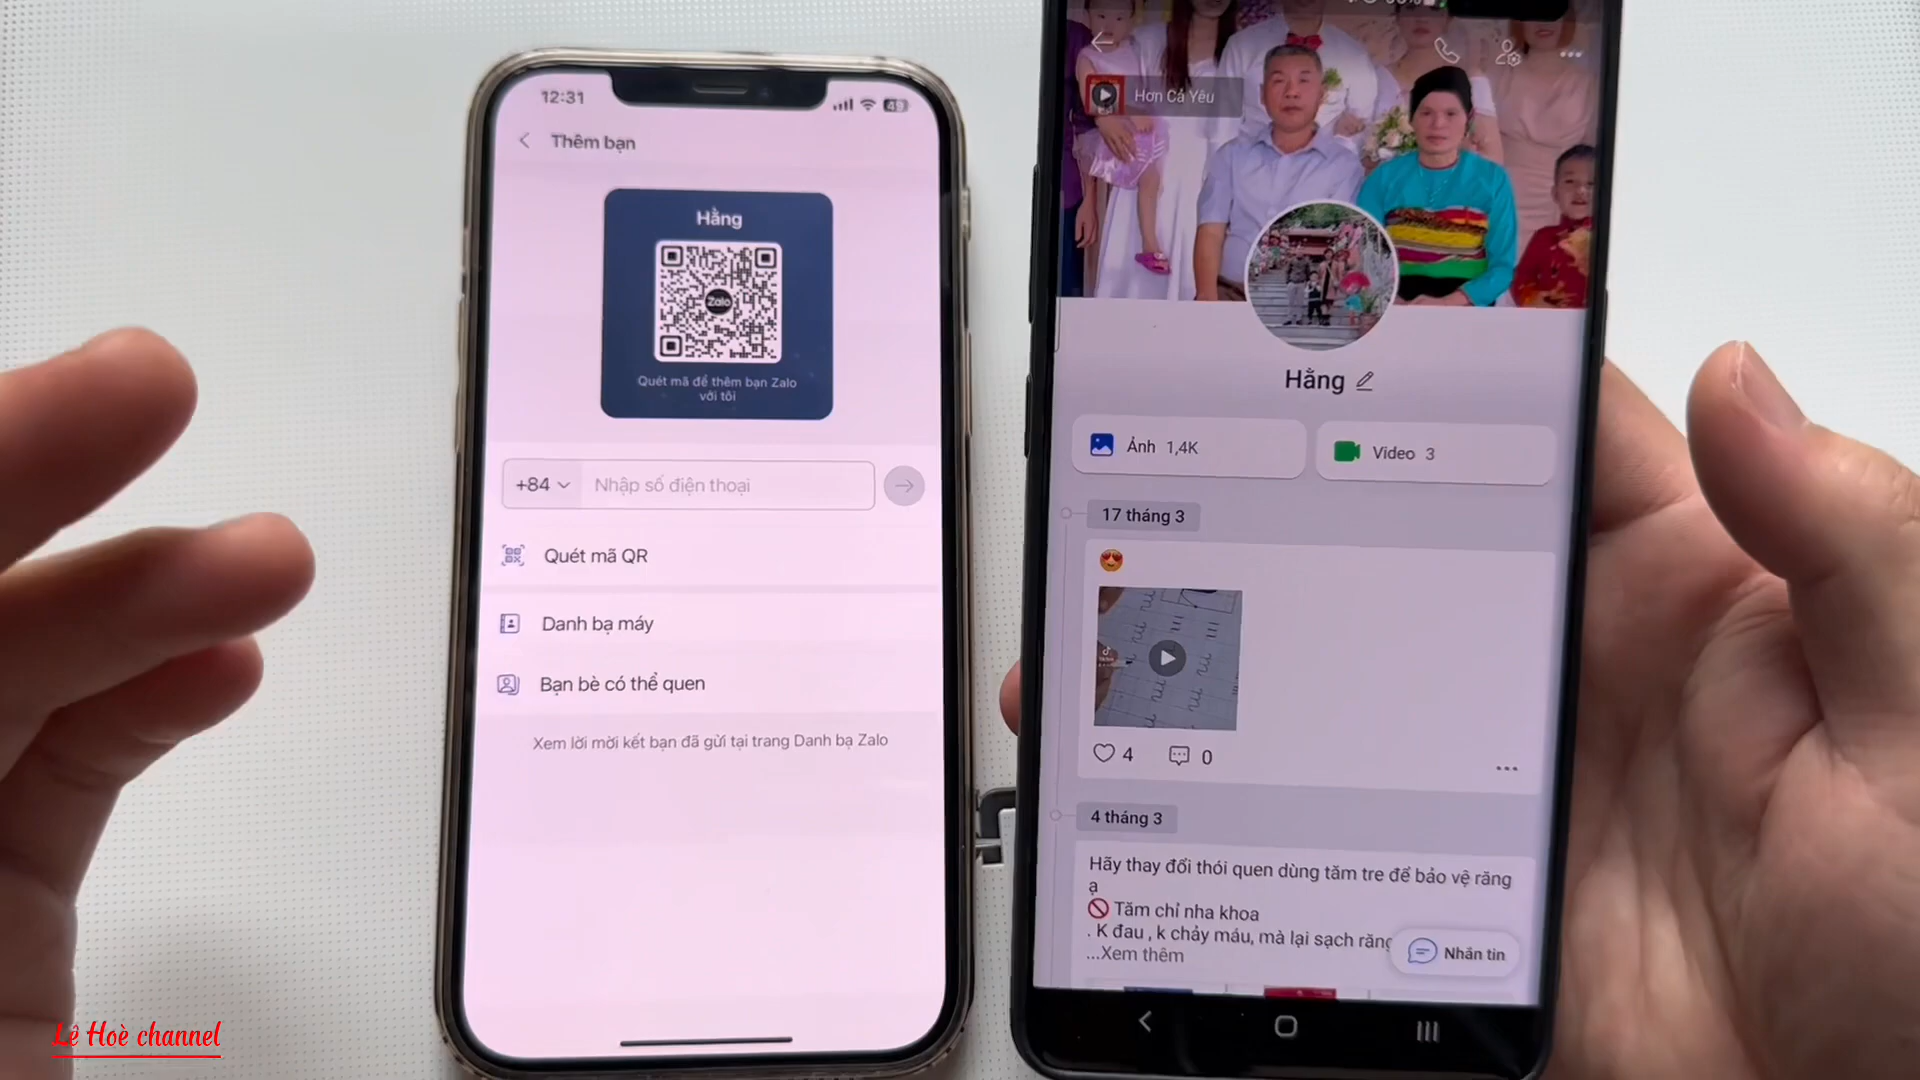 12:31
49
Thêm bạn
Hằng
Zalo
Quét mã để thêm bạn Zalo
với tôi
+84
Nhập số điện thoại
Quét mã QR
Danh bạ máy
Bạn bè có thể quen
Xem lời mời kết bạn đã gửi tại trang Danh bạ Zalo
Hơn Cả Yêu
Hằng
Ảnh 1,4K
Video 3
17 tháng 3
4
0
4 tháng 3
Hãy thay đổi thói quen dùng tăm tre để bảo vệ răng
ạ
Tăm chỉ nha khoa
. K đau , k chảy máu, mà lại sạch răng
...Xem thêm
Nhắn tin
Lê Hoè channel